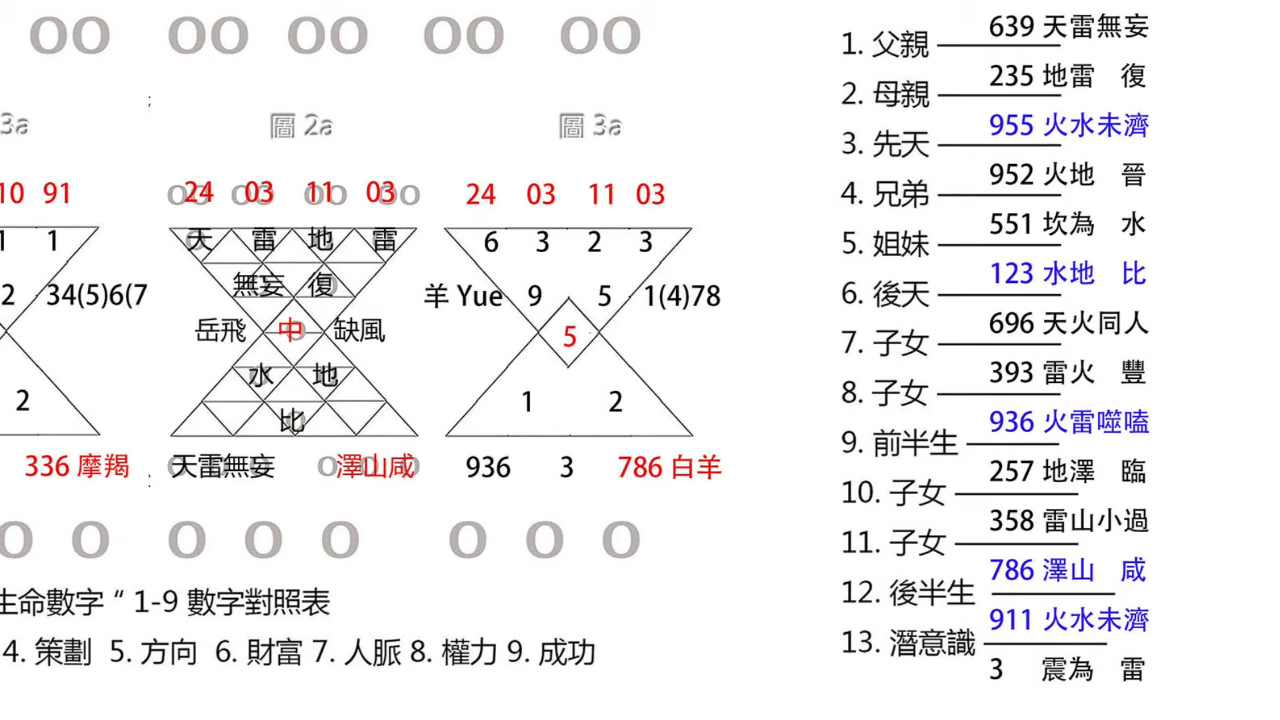 OO OO OO OO OO
3a 圖 2a 圖 3a
10 91 24 03 11 03 24 03 11 03
1 1 天 雷 地 雷 6 3 2 3
2 34(5)6(7 無妄 復 羊 Yue 9 5 1(4)78
岳飛 中 缺風 5
2 水 地 1 2
比
336 摩羯 天雷無妄 澤山咸 936 3 786 白羊
O O O O O O O O
生命數字 “ 1-9 數字對照表
4. 策劃 5. 方向 6. 財富 7. 人脈 8. 權力 9. 成功
639 天雷無妄
1. 父親
235 地雷 復
2. 母親
955 火水未濟
3. 先天
952 火地 晉
4. 兄弟
551 坎為 水
5. 姐妹
123 水地 比
6. 後天
696 天火同人
7. 子女
393 雷火 豐
8. 子女
936 火雷噬嗑
9. 前半生
257 地澤 臨
10. 子女
358 雷山小過
11. 子女
786 澤山 咸
12. 後半生
911 火水未濟
13. 潛意識
3 震為 雷